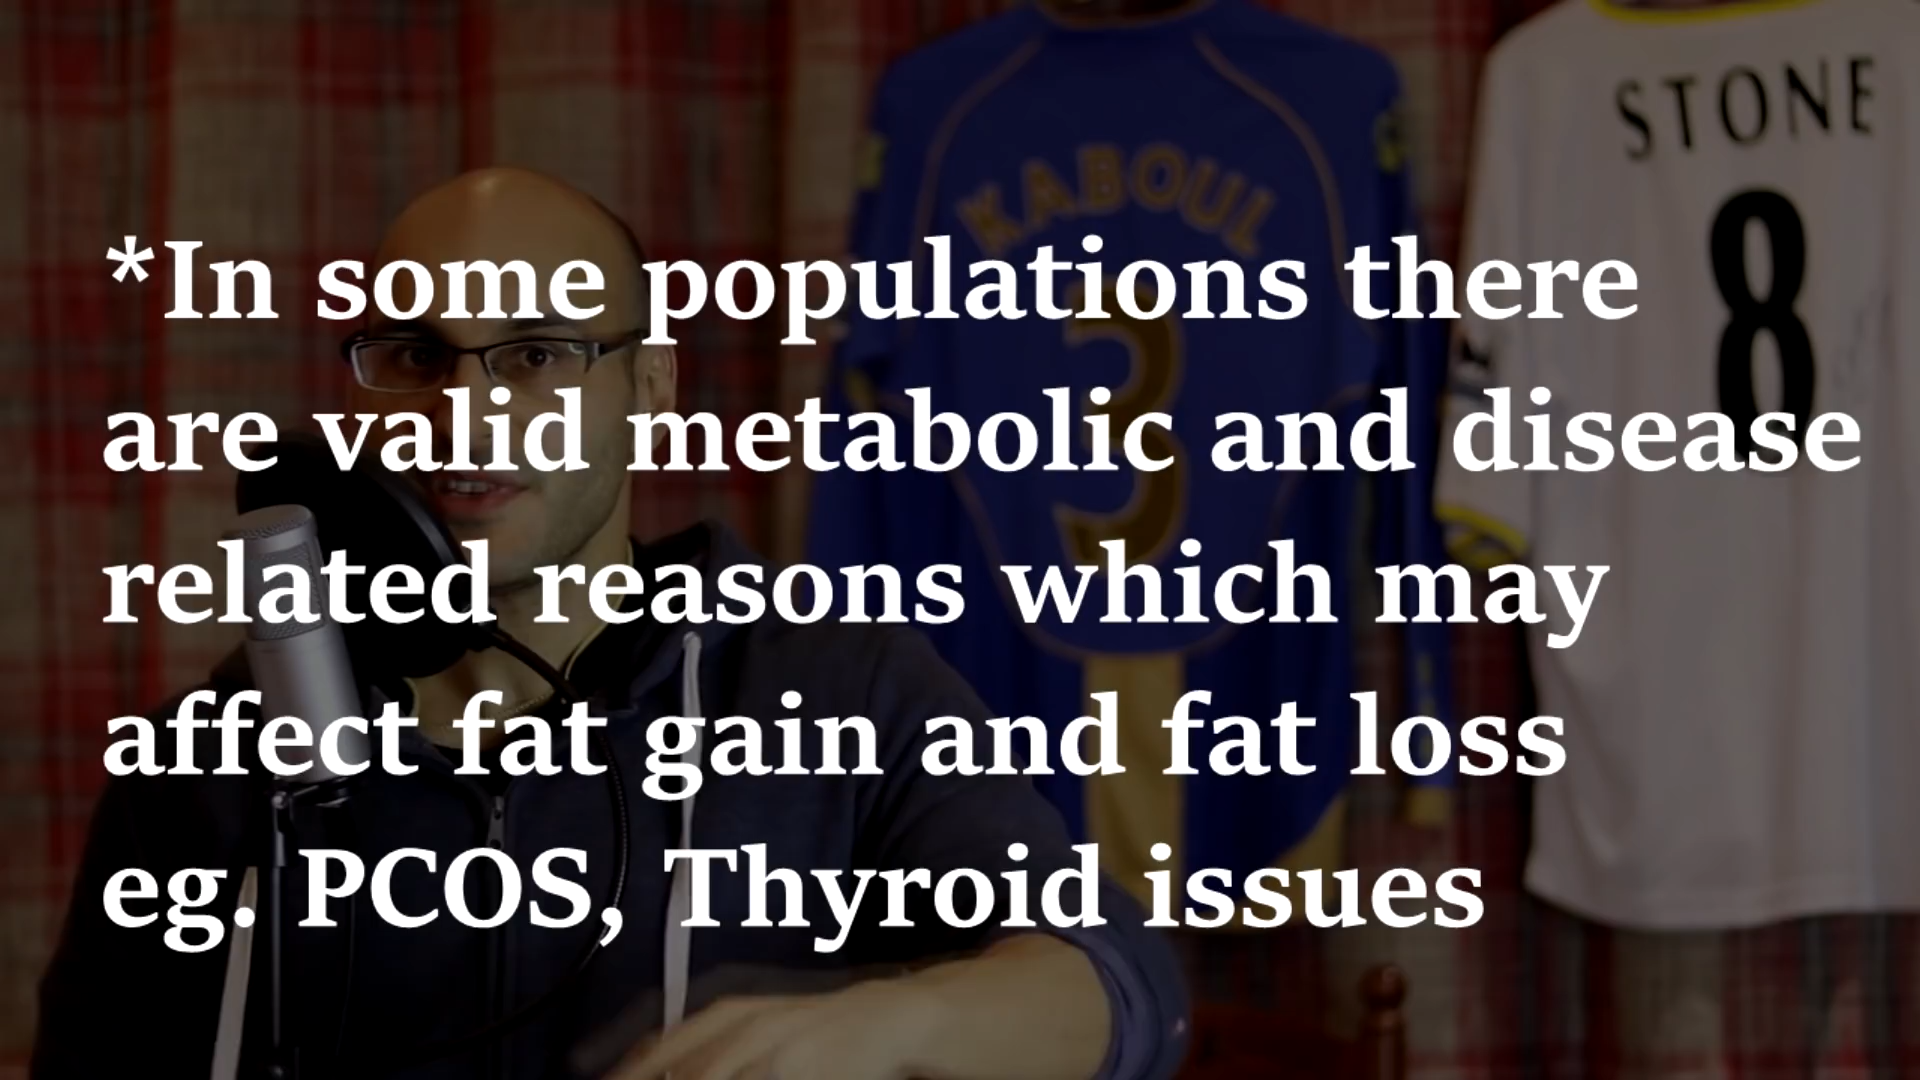 KABOUL
3
STONE
8
*In some populations there
are valid metabolic and disease
related reasons which may
affect fat gain and fat loss
eg. PCOS, Thyroid issues